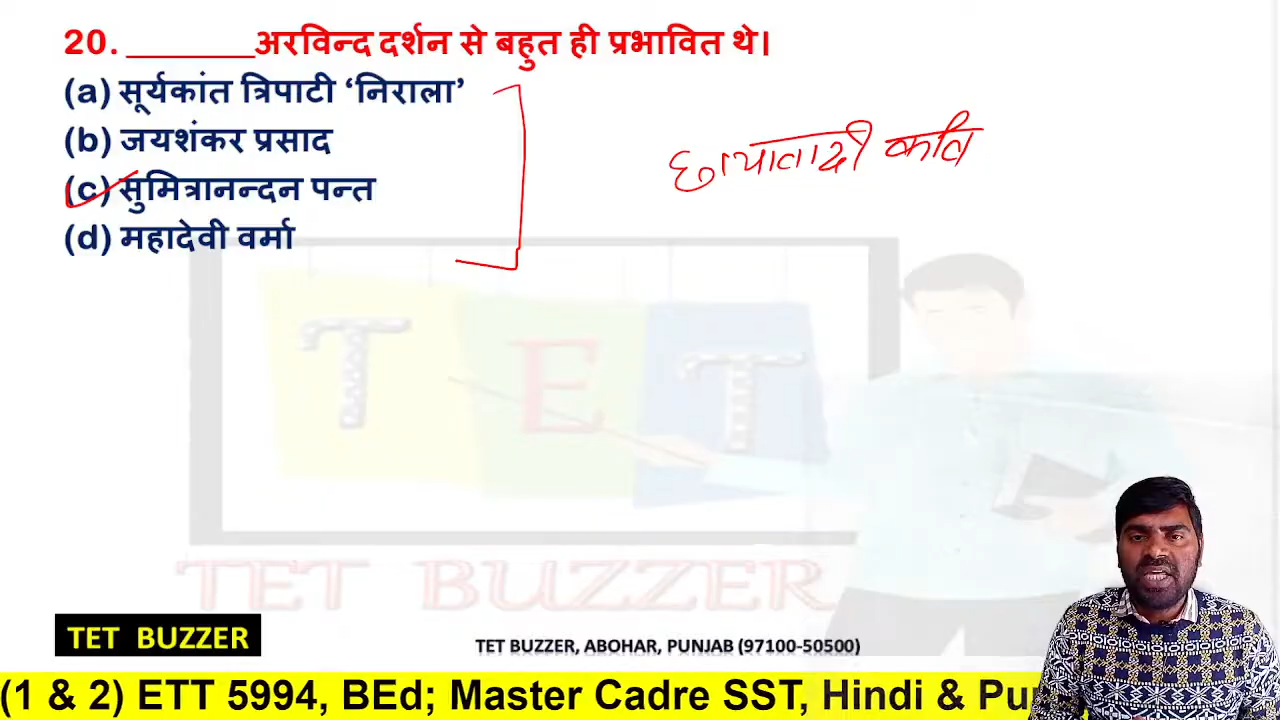 20. _______अरविन्द दर्शन से बहुत ही प्रभावित थे।
(a) सूर्यकांत त्रिपाटी ‘निराला’
(b) जयशंकर प्रसाद
(c) सुमित्रानन्दन पन्त
(d) महादेवी वर्मा
छायावादी कवि
T E T
TET BUZZER
TET BUZZER
TET BUZZER, ABOHAR, PUNJAB (97100-50500)
(1 & 2) ETT 5994, BEd; Master Cadre SST, Hindi & Pu